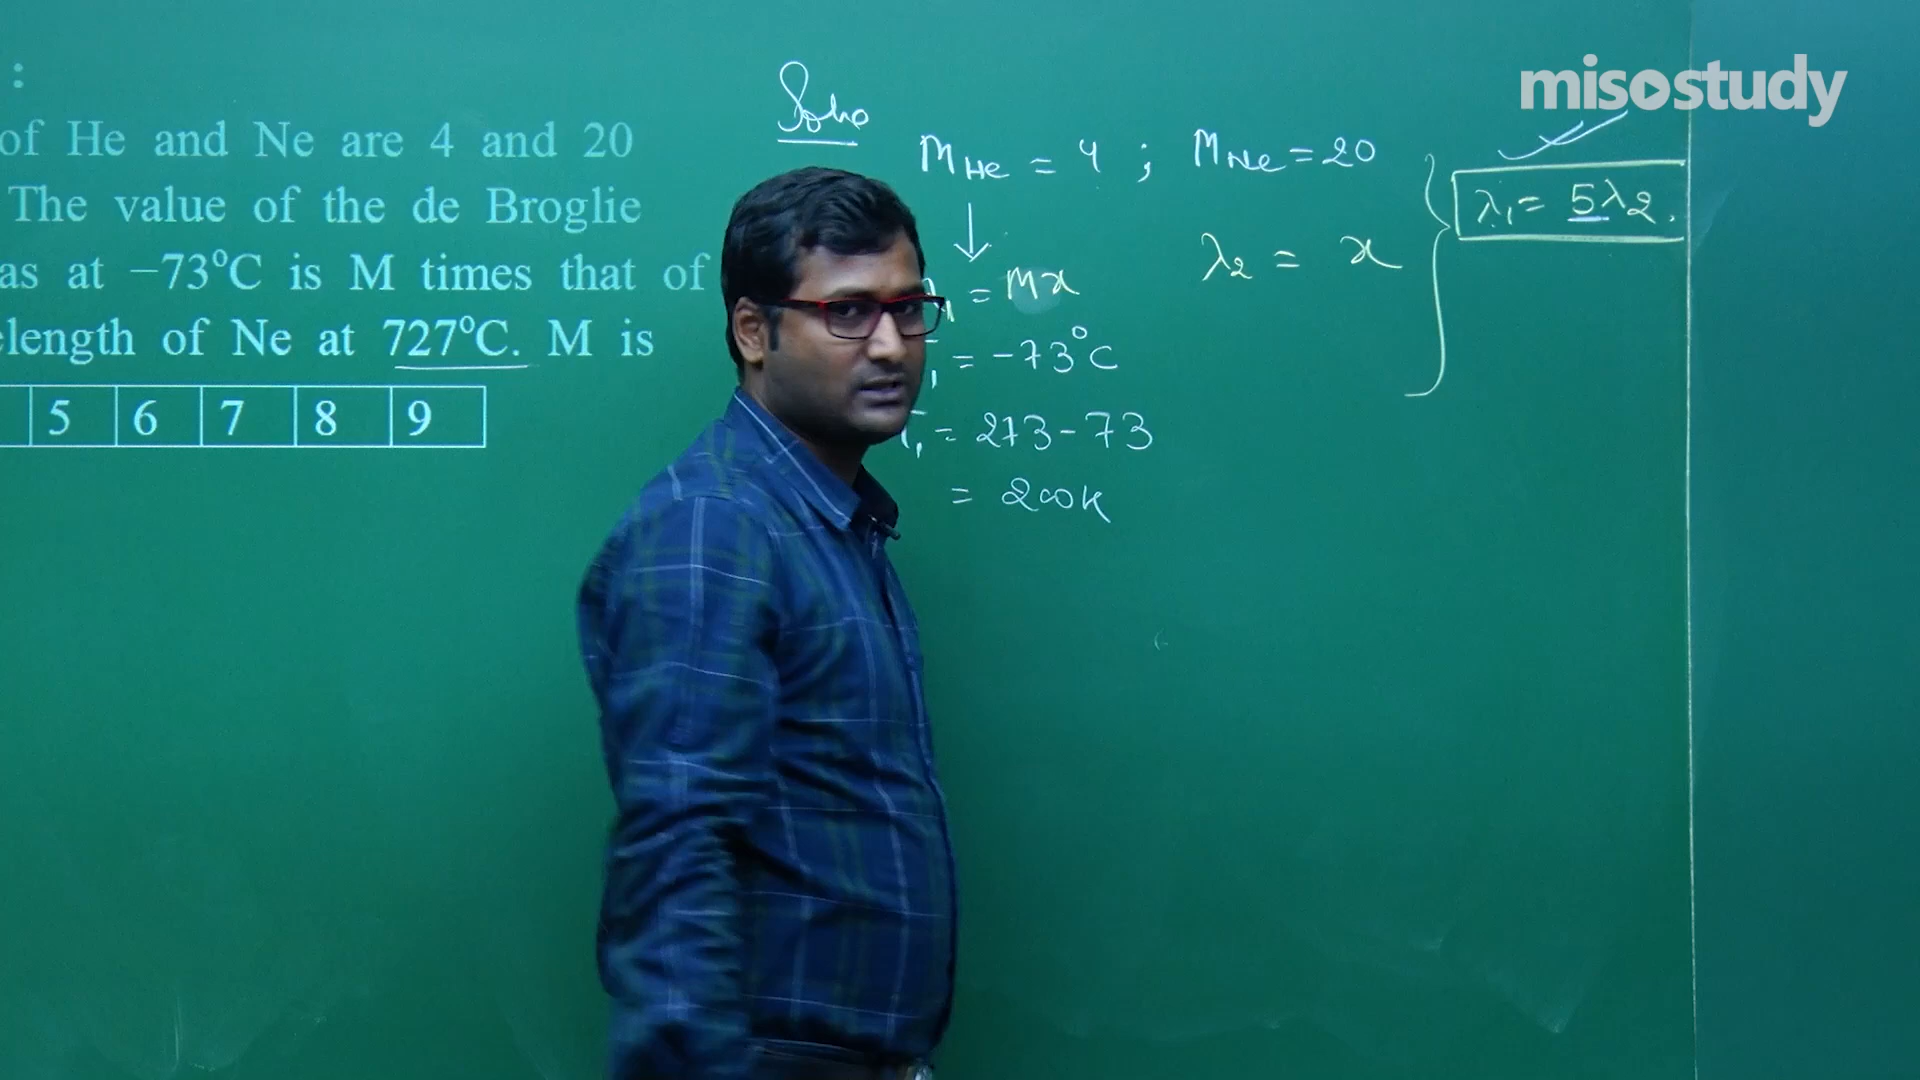 :
of He and Ne are 4 and 20
The value of the de Broglie
as at −73°C is M times that of
elength of Ne at 727°C. M is
5 6 7 8 9
Soln
M_He = 4 ; M_Ne = 20
λ₁ = Mx
λ₂ = x
= -73°C
T₁ = 273 - 73
= 200K
λ₁ = 5λ₂.
misostudy